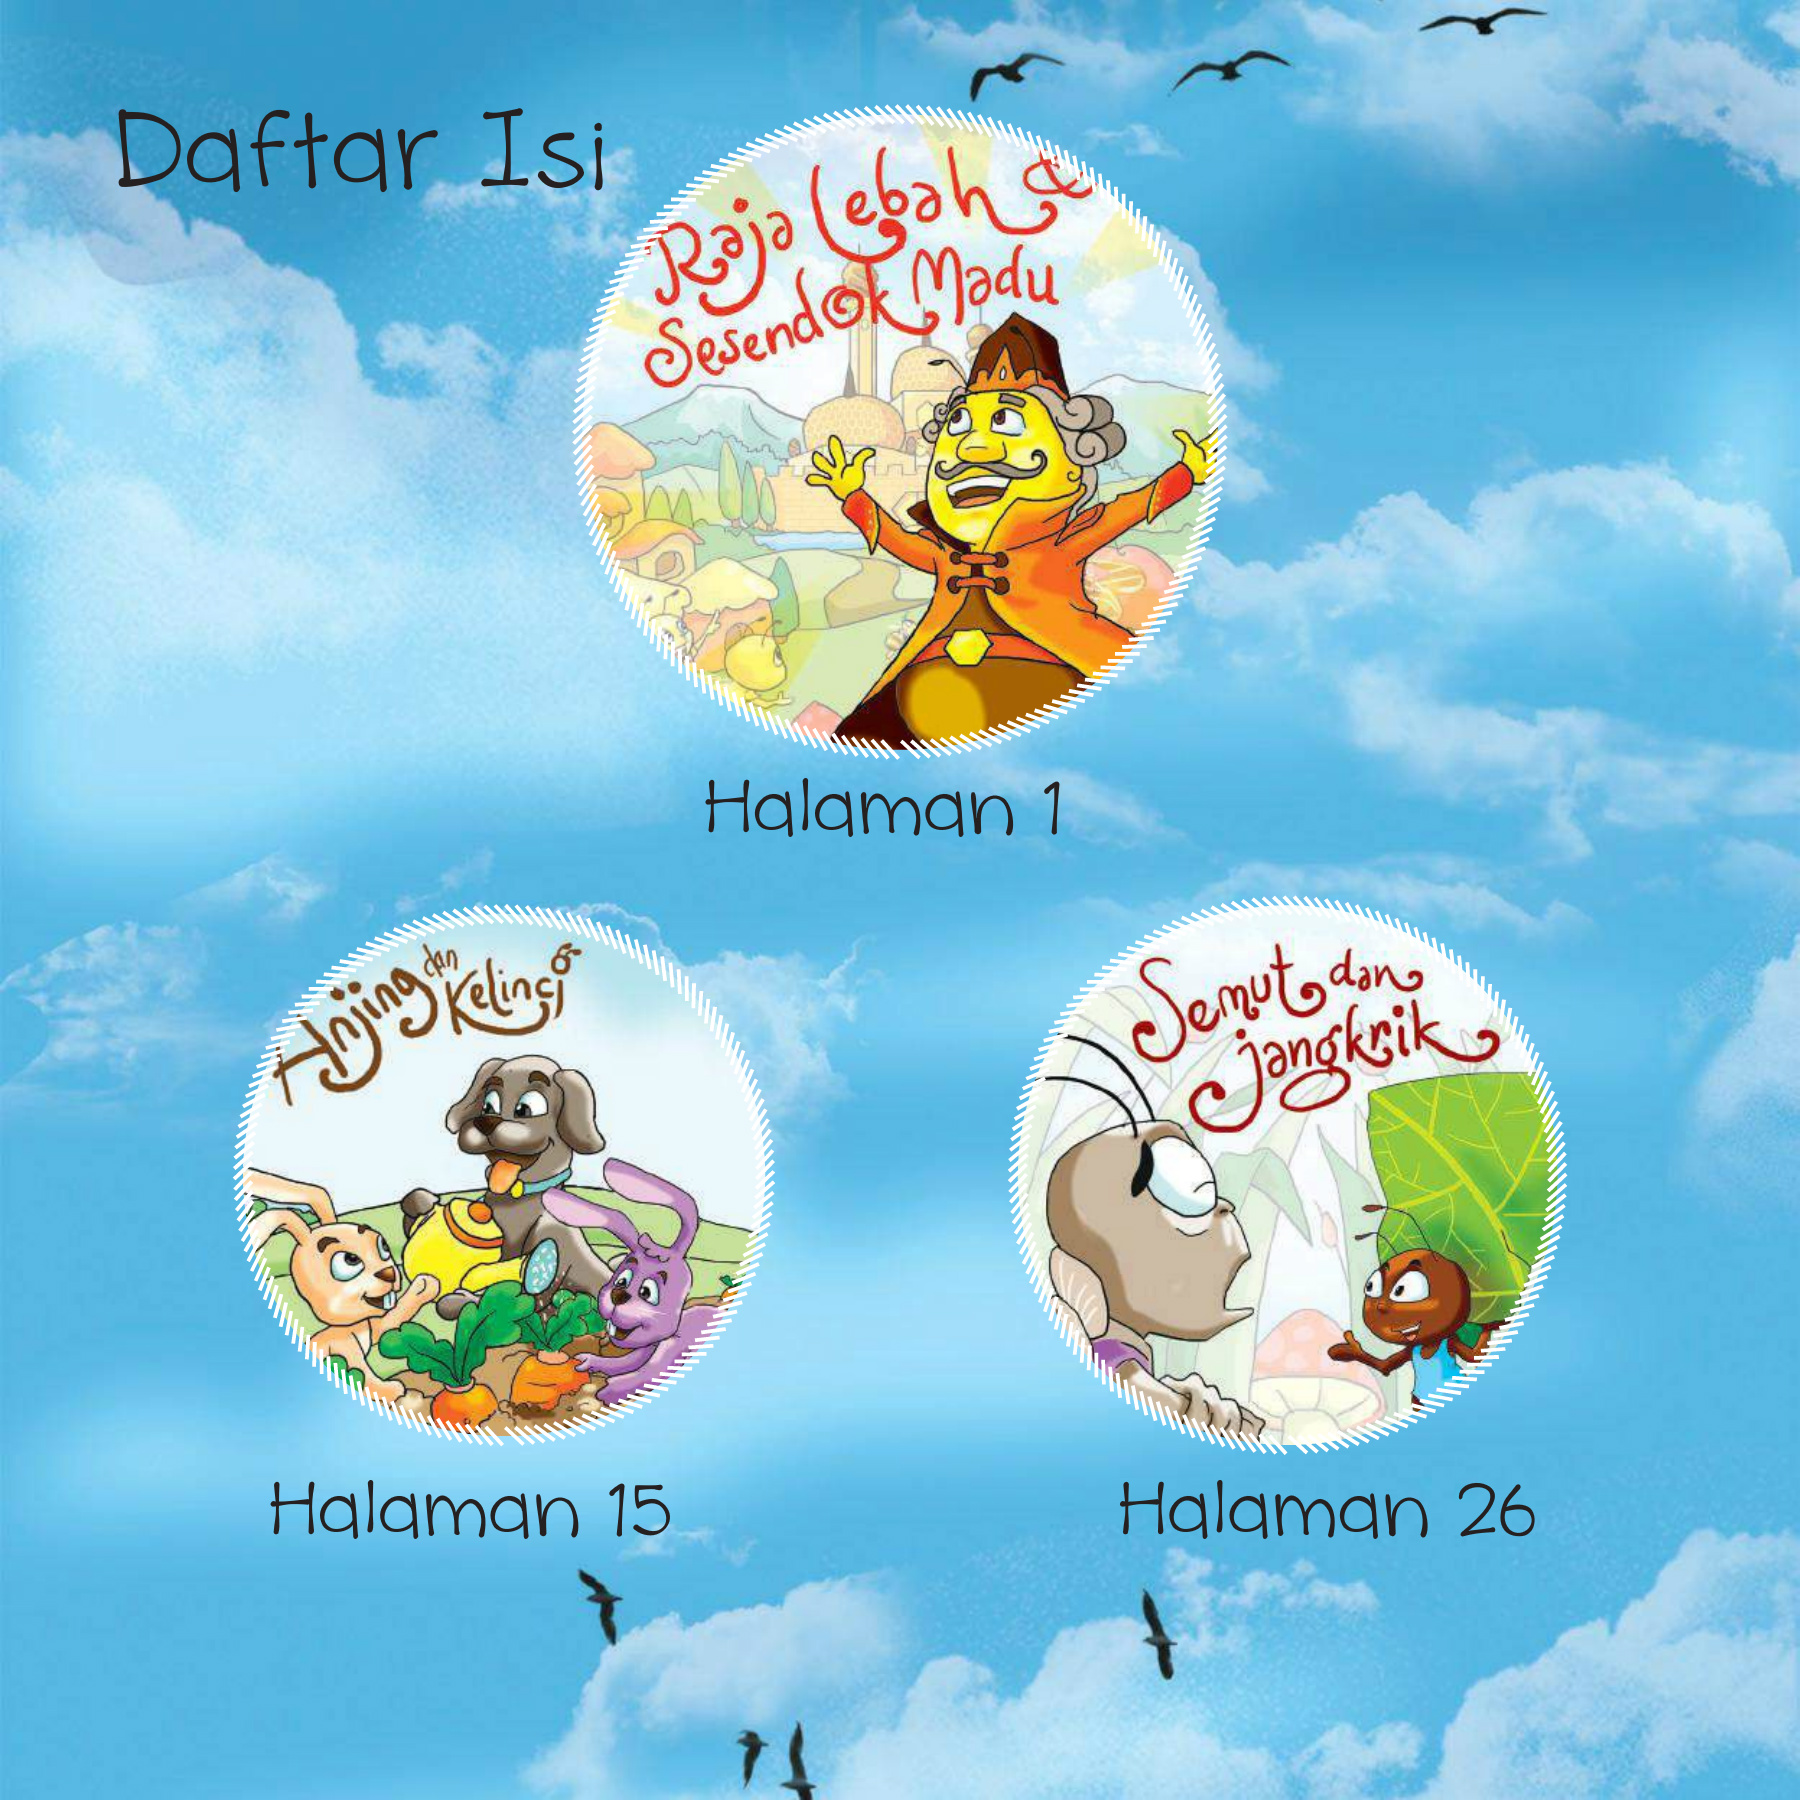 Daftar Isi
Raja Lebah &
Sesendok Madu
Halaman 1
Anjing dan Kelinci
Halaman 15
Semut dan
jangkrik
Halaman 26